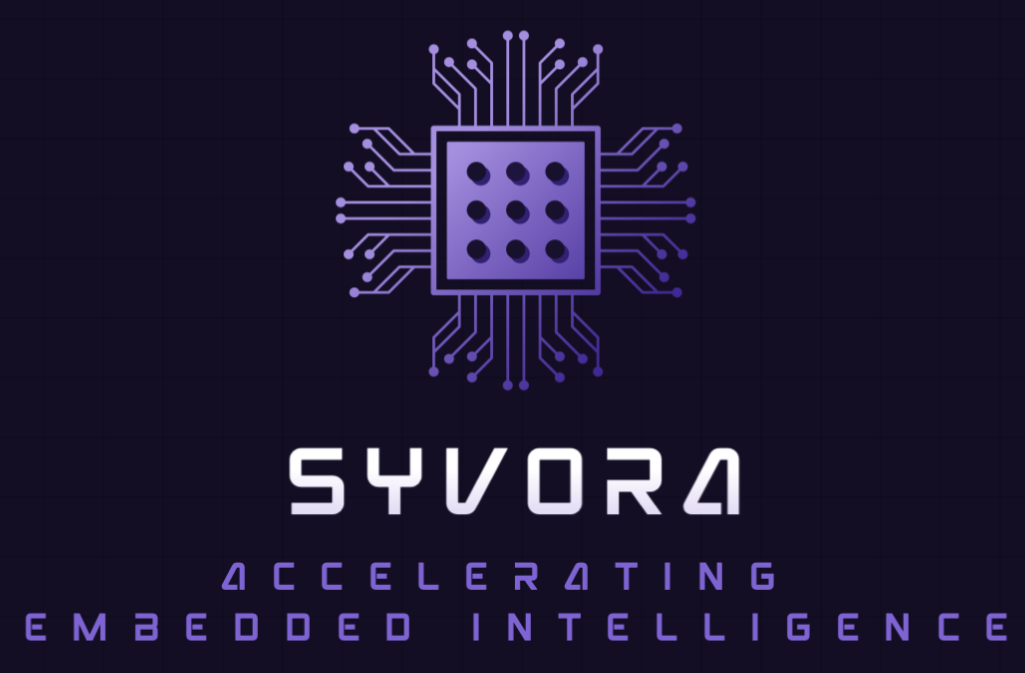 SYVORA
ACCELERATING
EMBEDDED INTELLIGENCE